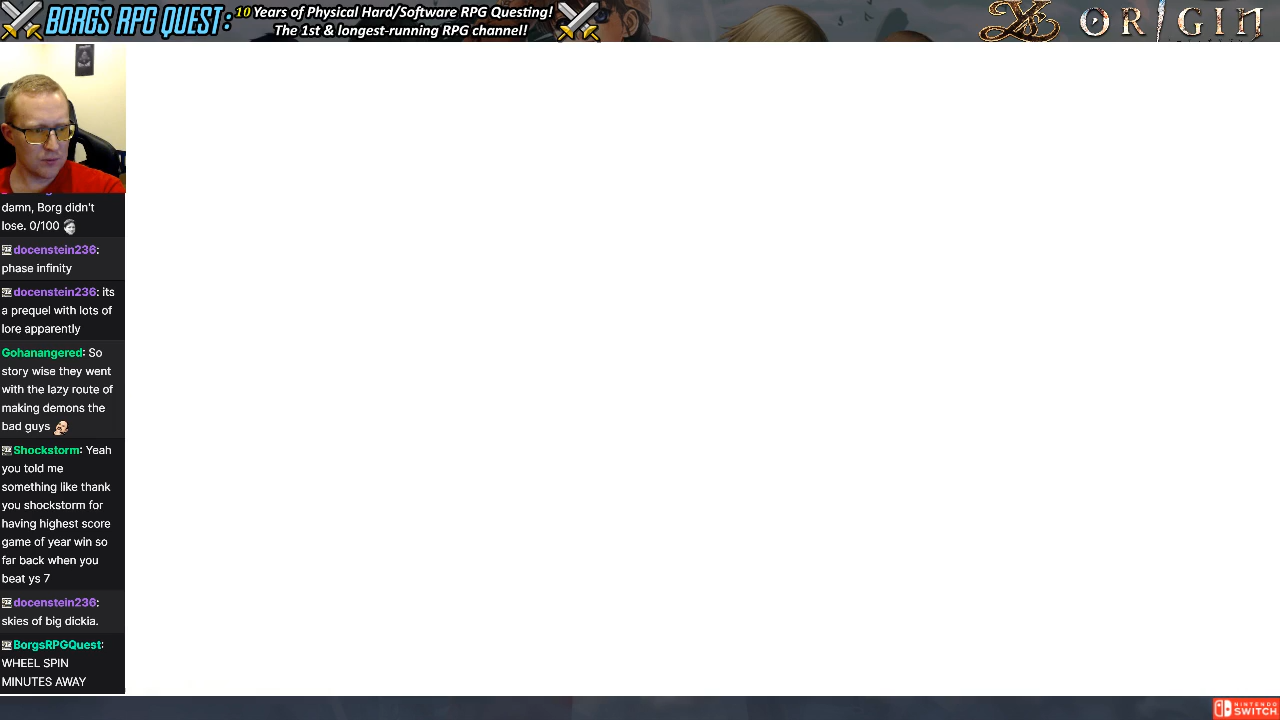 BORGS RPG QUEST: 10 Years of Physical Hard/Software RPG Questing!
The 1st & longest-running RPG channel!
Ys ORIGIN
damn, Borg didn't
lose. 0/100
docenstein236:
phase infinity
docenstein236: its
a prequel with lots of
lore apparently
Gohanangered: So
story wise they went
with the lazy route of
making demons the
bad guys
Shockstorm: Yeah
you told me
something like thank
you shockstorm for
having highest score
game of year win so
far back when you
beat ys 7
docenstein236:
skies of big dickia.
BorgsRPGQuest:
WHEEL SPIN
MINUTES AWAY
NINTENDO
SWITCH